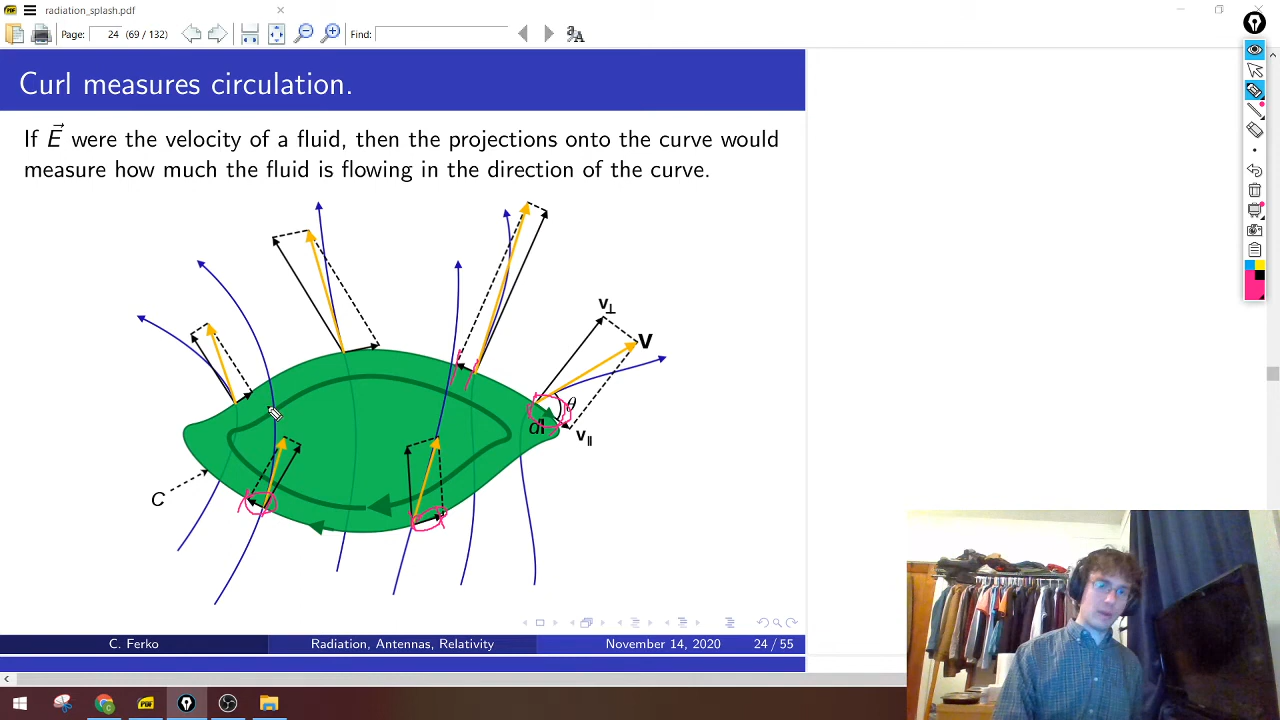 radiation_splash.pdf
Page: 24 (69 / 132) Find:
Curl measures circulation.
If E⃗ were the velocity of a fluid, then the projections onto the curve would
measure how much the fluid is flowing in the direction of the curve.
v⊥
V
θ
dl
v∥
C
C. Ferko Radiation, Antennas, Relativity November 14, 2020 24 / 55